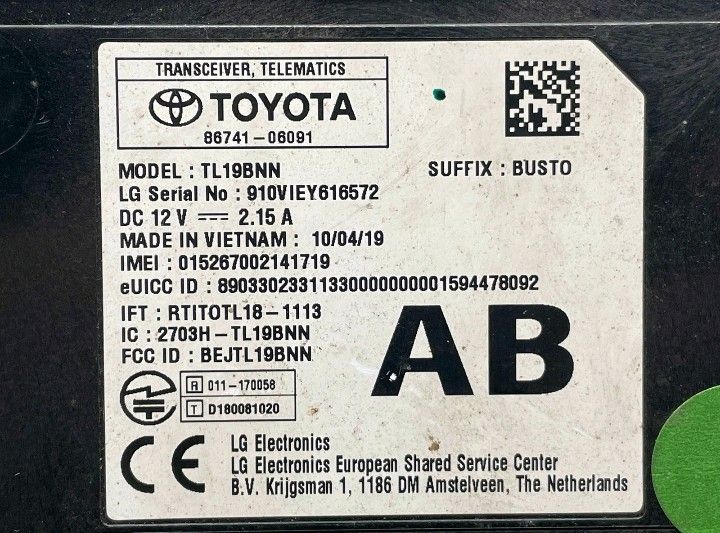 TRANSCEIVER, TELEMATICS
TOYOTA
86741-06091
MODEL : TL19BNN SUFFIX : BUSTO
LG Serial No : 910VIEY616572
DC 12 V ⎓ 2.15 A
MADE IN VIETNAM : 10/04/19
IMEI : 015267002141719
eUICC ID : 89033023311330000000001594478092
IFT : RTITOTL18-1113
IC : 2703H-TL19BNN
FCC ID : BEJTL19BNN
AB
R 011-170058
T D180081020
CE
LG Electronics
LG Electronics European Shared Service Center
B.V. Krijgsman 1, 1186 DM Amstelveen, The Netherlands